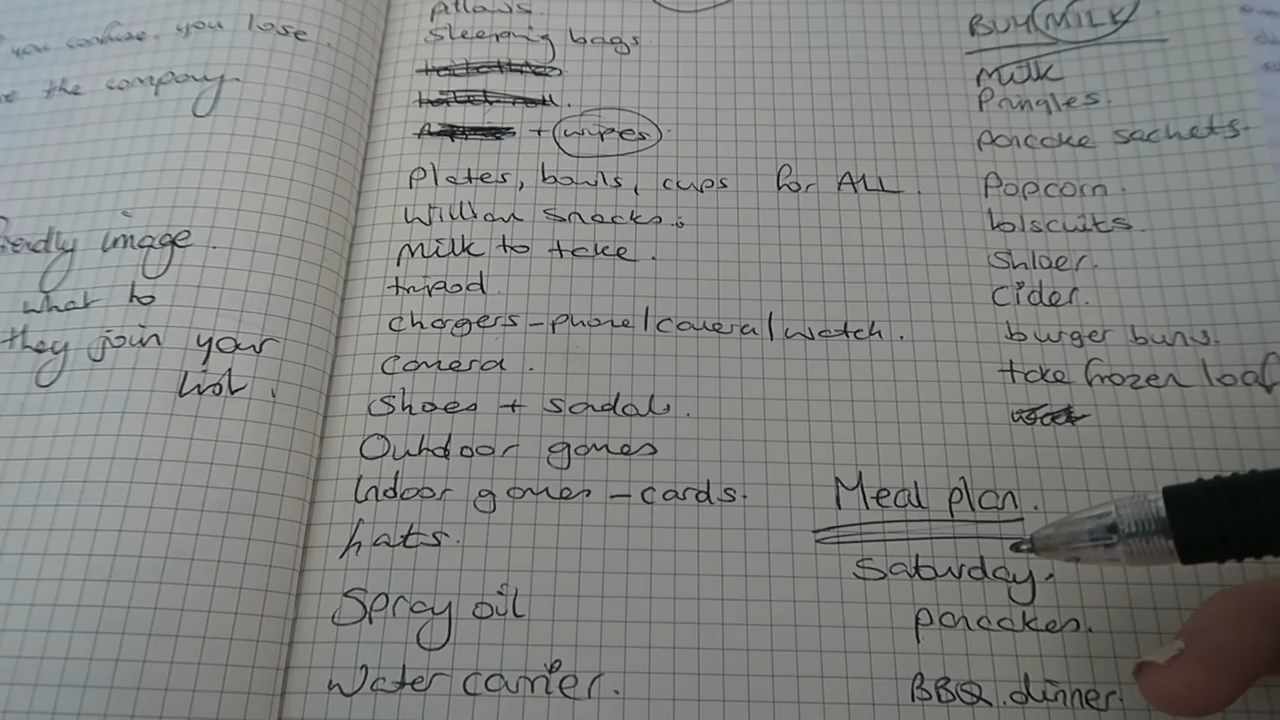 you confuse, you lose.
the company.
image.
what to
they join your
list.
Pillows
Sleeping bags
+ wipes
Plates, bowls, cups for ALL.
William snacks.
Milk to take.
tripod
chargers - phone/camera/watch.
Camera.
Shoes + sandals.
Outdoor games
Indoor games - cards.
hats.
Spray oil
Water carrier.
BUY MILK
Milk
Pringles
pancake sachets
Popcorn.
biscuits.
Shloer.
Cider.
burger buns.
take frozen loaf
Meal plan.
Saturday.
pancakes.
BBQ dinner.